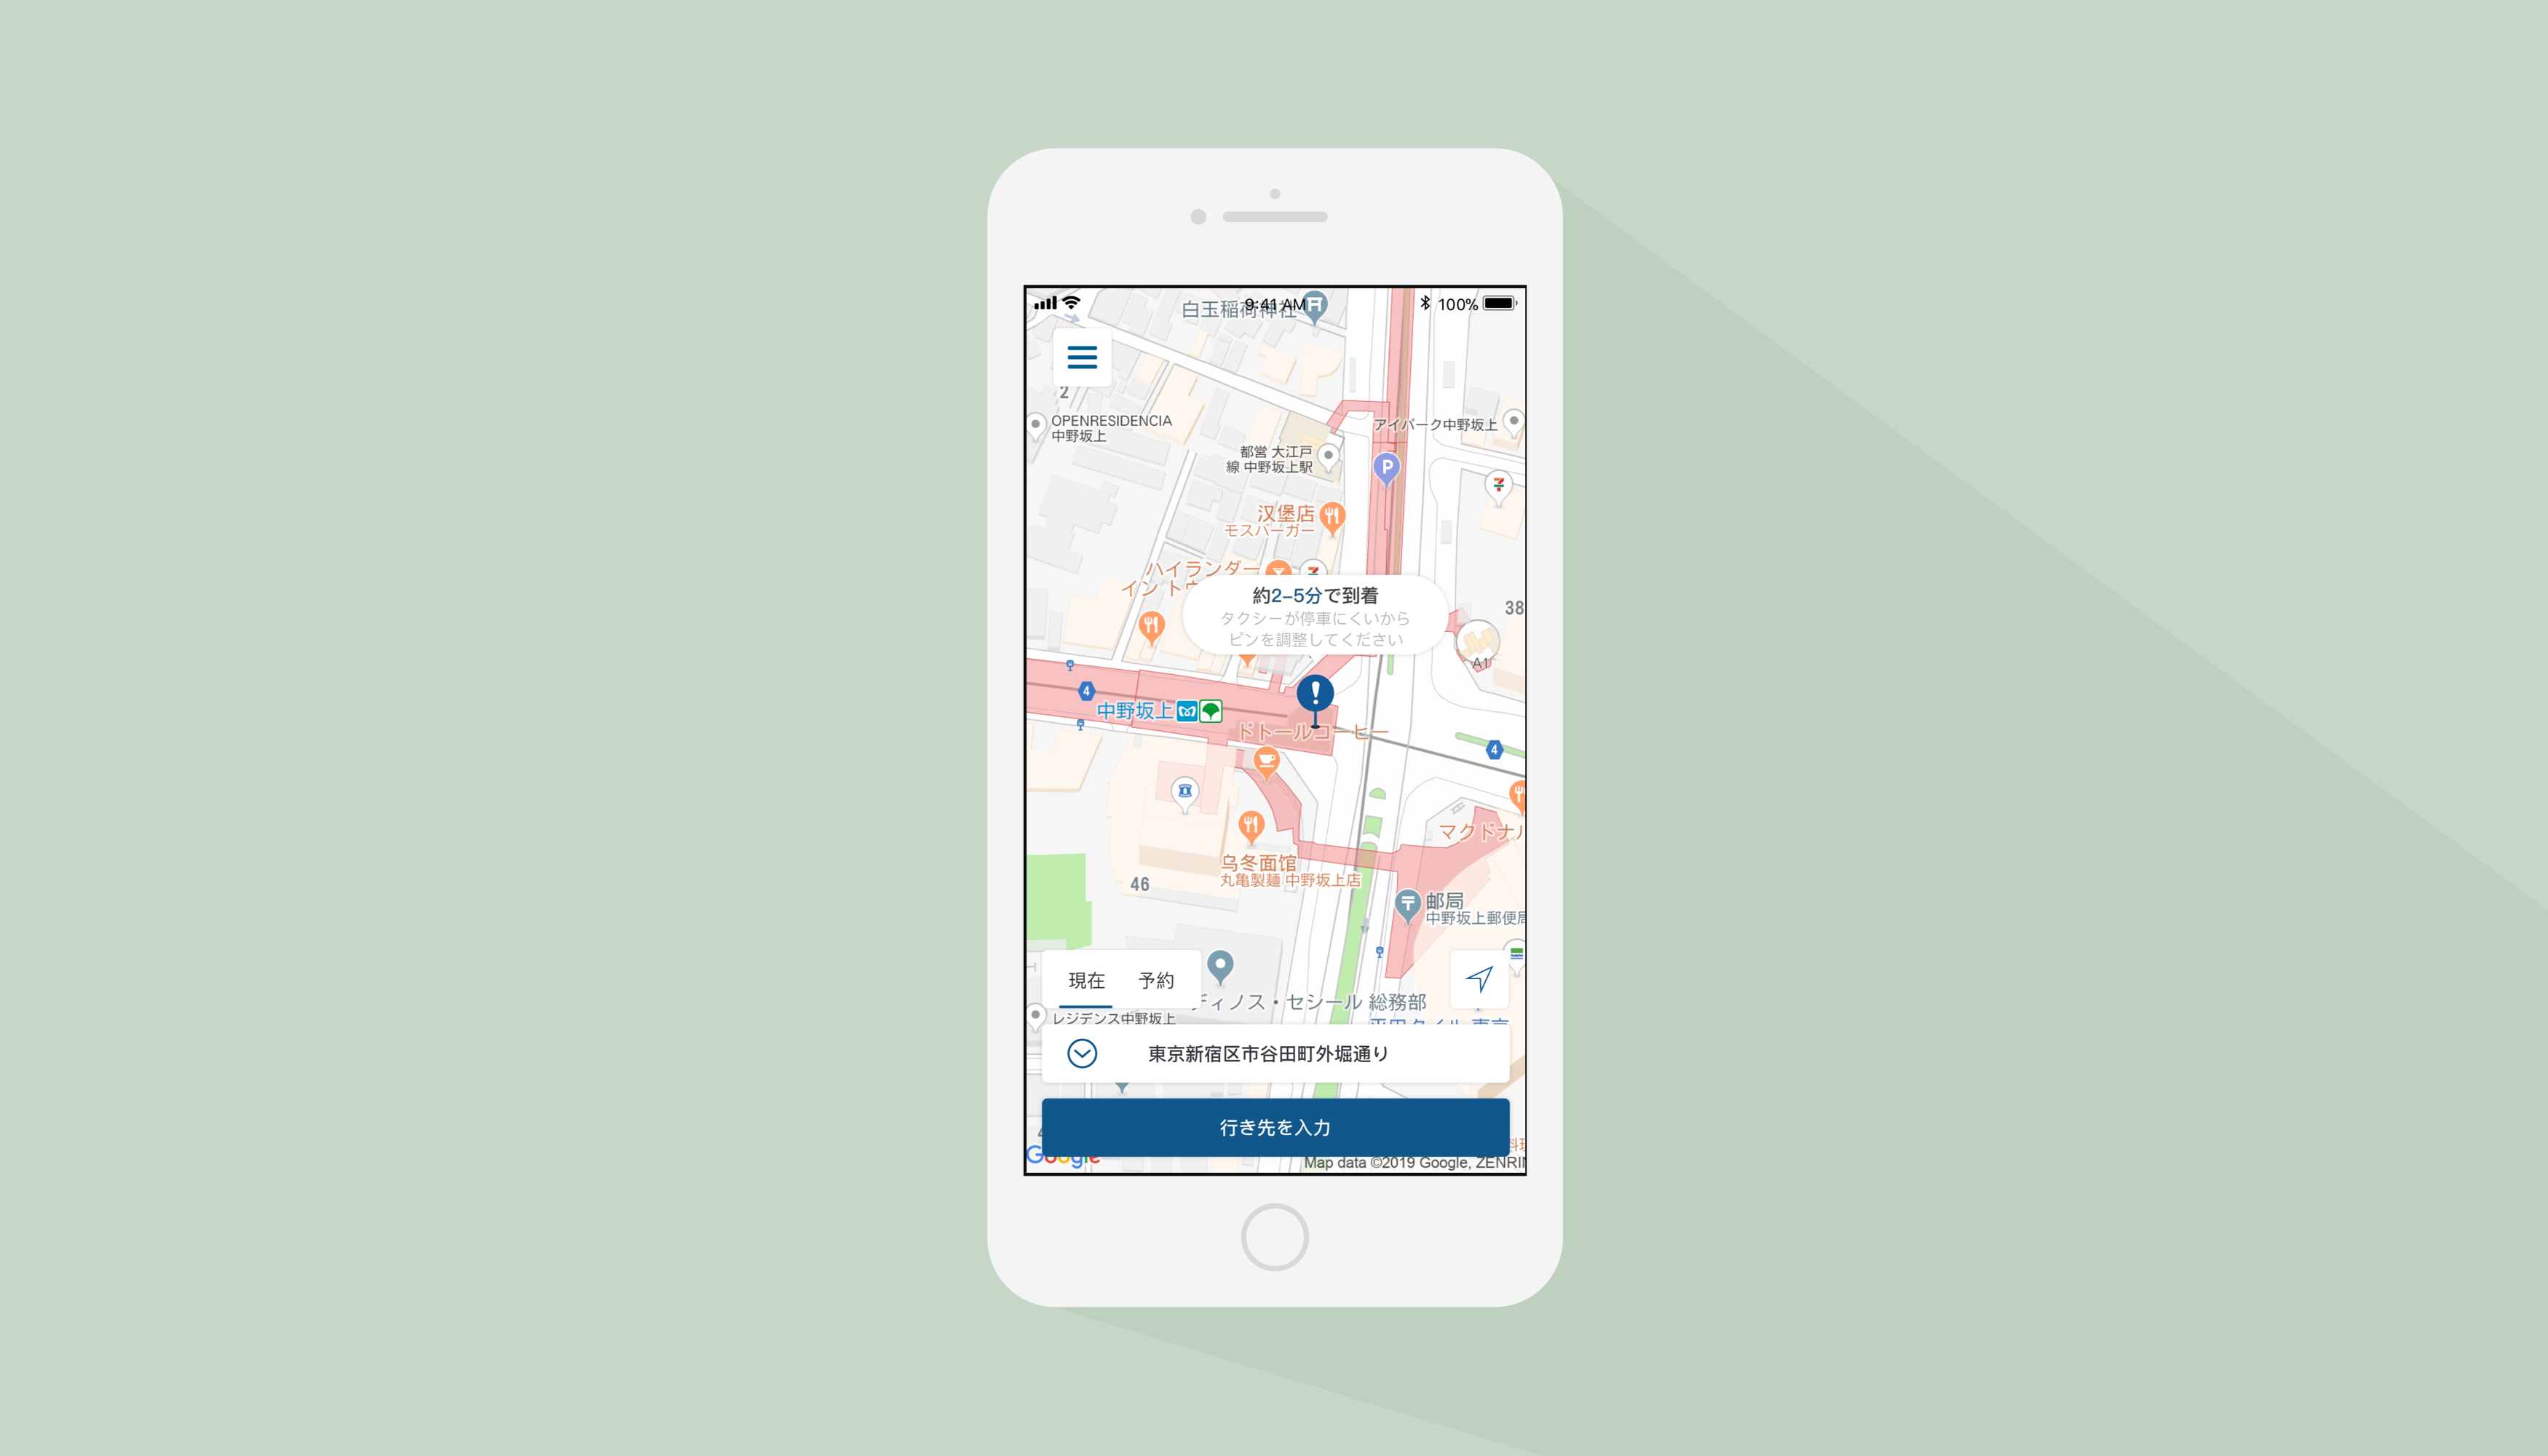 9:41 AM
100%
白玉稲荷神社
2
OPENRESIDENCIA
中野坂上
アイパーク中野坂上
都営 大江戸
線 中野坂上駅
P
7
汉堡店
モスバーガー
ハイランダー
イントウ
7
約2–5分で到着
タクシーが停車にくいから
ピンを調整してください
38
A1
4
中野坂上
ドトールコーヒー
4
マクドナル
46
乌冬面馆
丸亀製麺 中野坂上店
邮局
中野坂上郵便局
現在 予約
ディノス・セシール 総務部
レジデンス中野坂上
東京新宿区市谷田町外堀通り
行き先を入力
Google
Map data ©2019 Google, ZENRIN